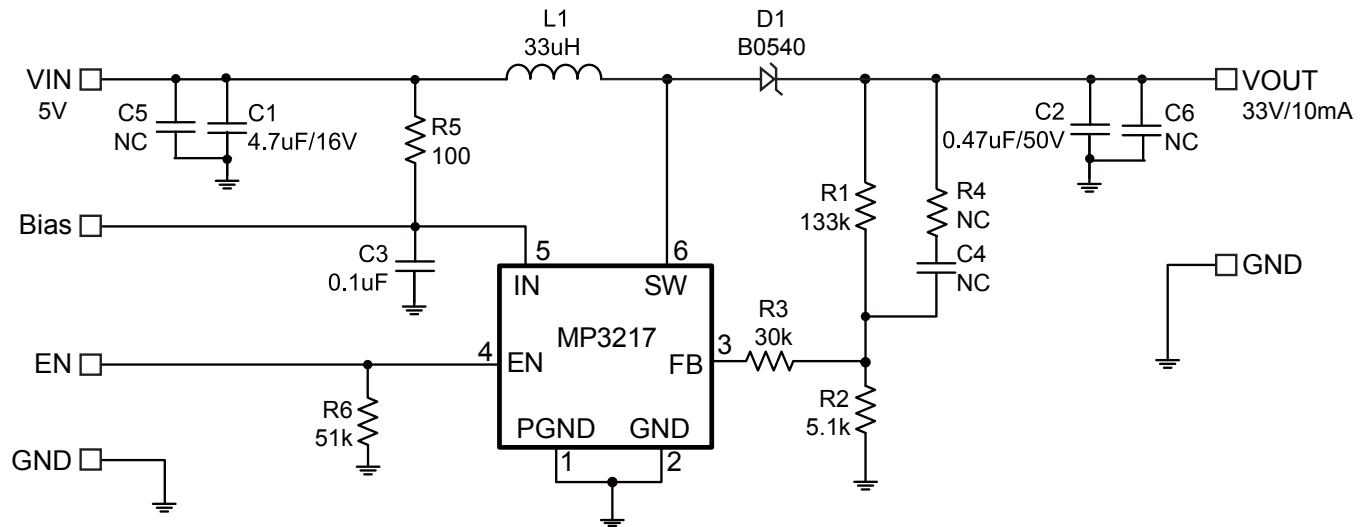 L1
33uH
D1
B0540
VIN
5V
VOUT
33V/10mA
C5
NC
C1
4.7uF/16V
R5
100
C2
0.47uF/50V
C6
NC
R1
133k
R4
NC
C4
NC
Bias
C3
0.1uF
5
6
IN
SW
GND
MP3217
R3
30k
EN
4
EN
FB
3
R6
51k
R2
5.1k
PGND
GND
1
2
GND